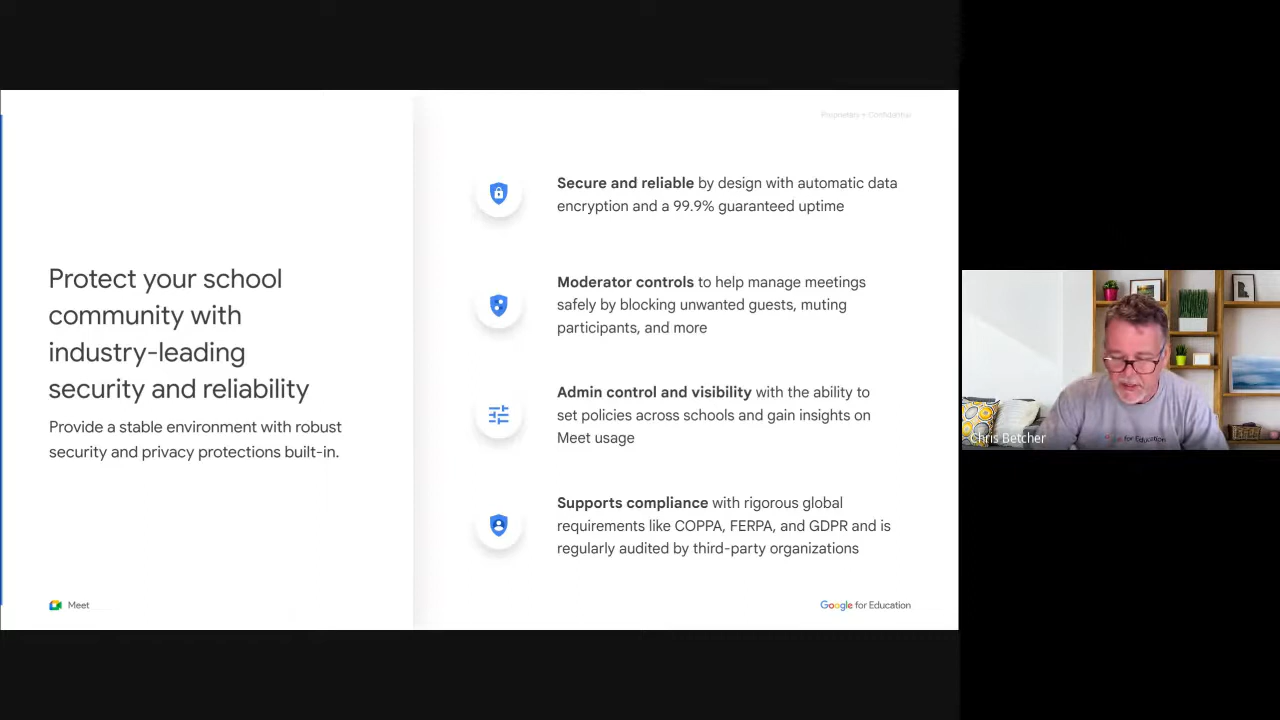 Proprietary + Confidential
Protect your school
community with
industry-leading
security and reliability
Provide a stable environment with robust
security and privacy protections built-in.
Secure and reliable by design with automatic data
encryption and a 99.9% guaranteed uptime
Moderator controls to help manage meetings
safely by blocking unwanted guests, muting
participants, and more
Admin control and visibility with the ability to
set policies across schools and gain insights on
Meet usage
Supports compliance with rigorous global
requirements like COPPA, FERPA, and GDPR and is
regularly audited by third-party organizations
Meet
Google for Education
Chris Betcher
for Education